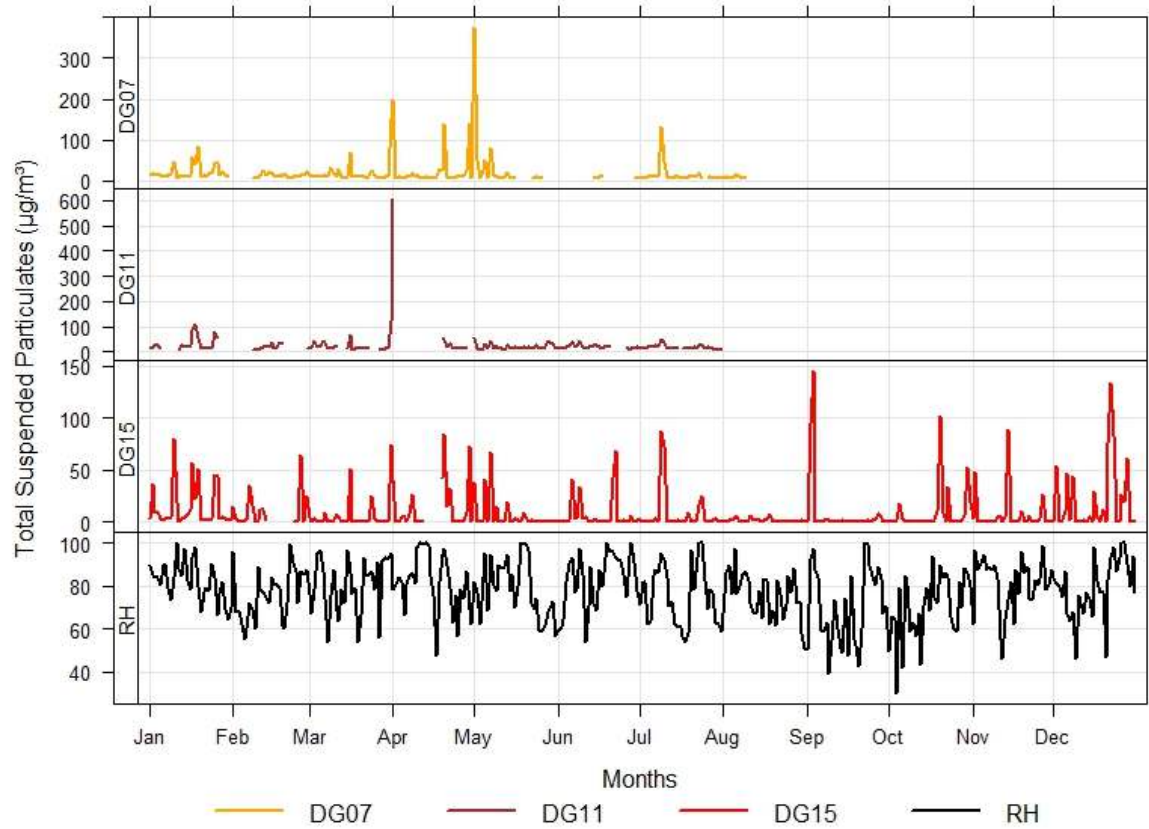 Total Suspended Particulates (µg/m³)
DG07
300
200
100
0
DG11
600
500
400
300
200
100
0
DG15
150
100
50
0
RH
100
80
60
40
Jan Feb Mar Apr May Jun Jul Aug Sep Oct Nov Dec
Months
DG07 DG11 DG15 RH